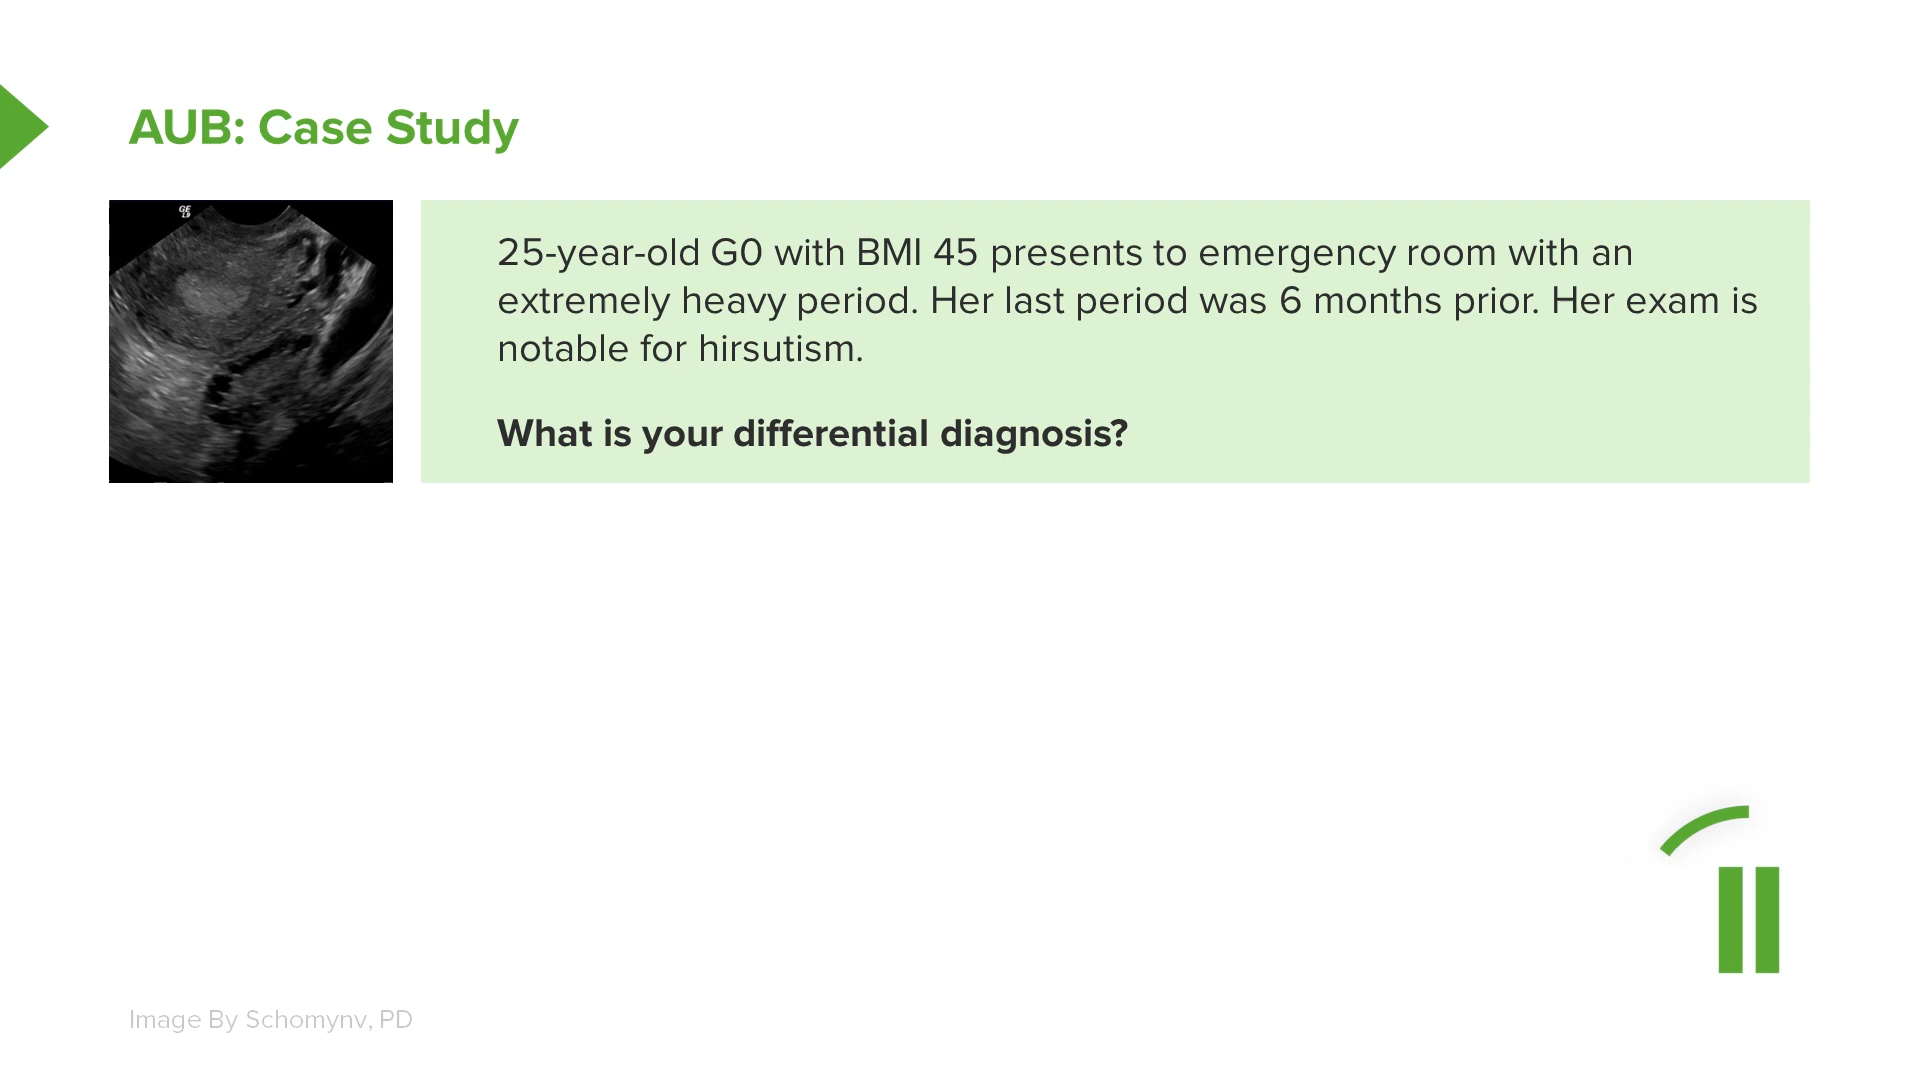 AUB: Case Study
GE
L9
25-year-old G0 with BMI 45 presents to emergency room with an
extremely heavy period. Her last period was 6 months prior. Her exam is
notable for hirsutism.
What is your differential diagnosis?
Image By Schomynv, PD